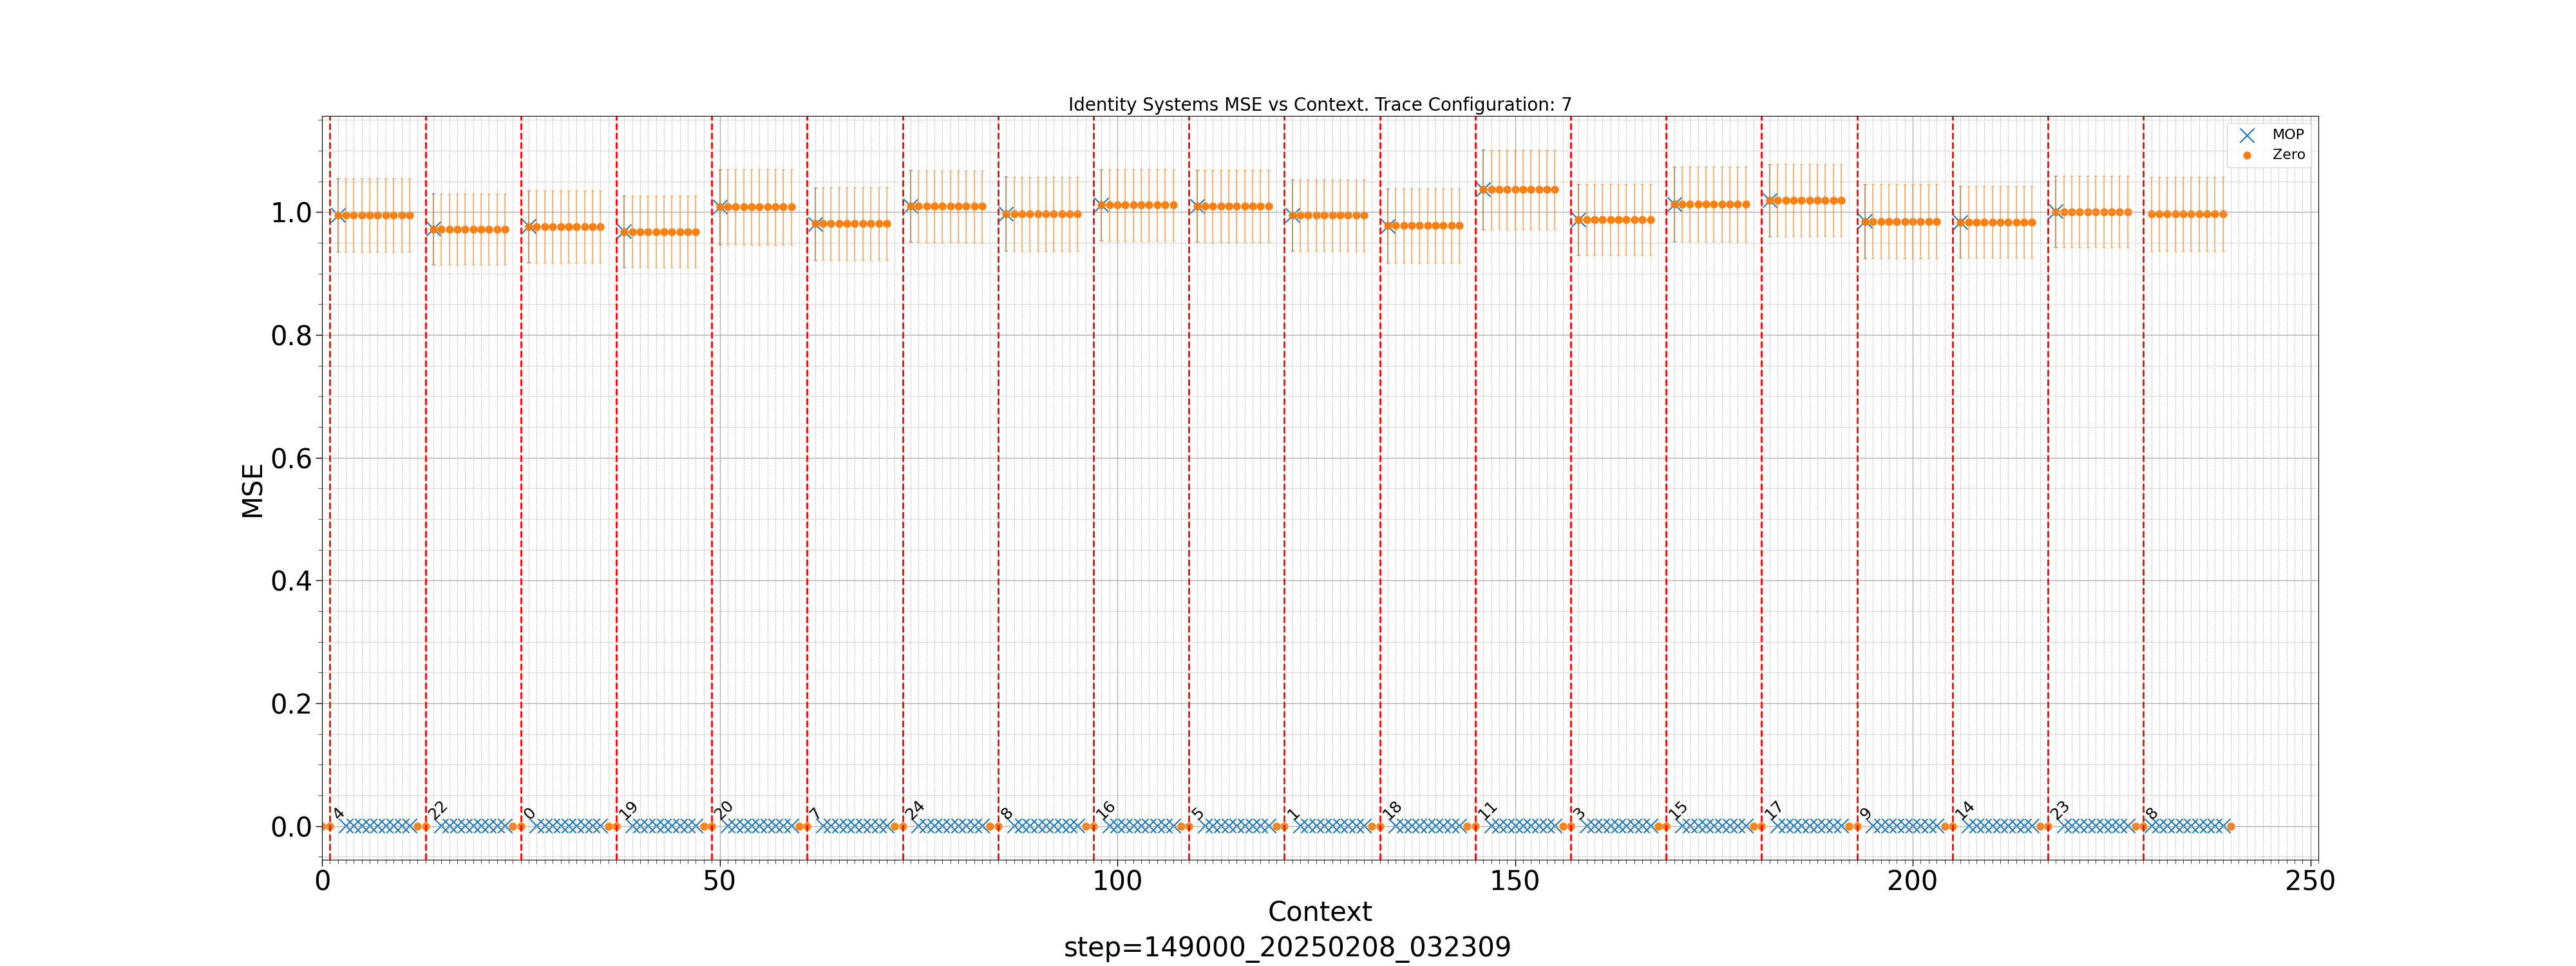 Identity Systems MSE vs Context. Trace Configuration: 7
MOP
Zero
1.0
0.8
0.6
0.4
0.2
0.0
MSE
4 22 0 19 20 7 24 8 16 5 1 18 11 3 15 17 9 14 23 8
0 50 100 150 200 250
Context
step=149000_20250208_032309